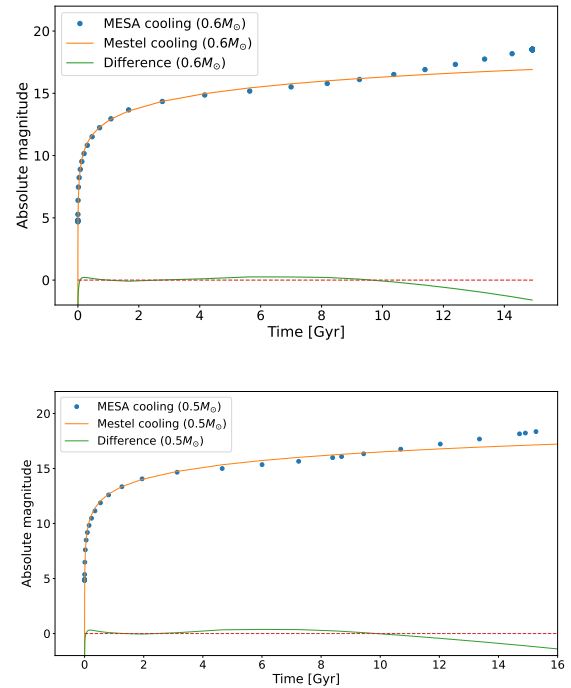 MESA cooling (0.6M⊙)
Mestel cooling (0.6M⊙)
Difference (0.6M⊙)
Absolute magnitude
20
15
10
5
0
0 2 4 6 8 10 12 14
Time [Gyr]
MESA cooling (0.5M⊙)
Mestel cooling (0.5M⊙)
Difference (0.5M⊙)
Absolute magnitude
20
15
10
5
0
0 2 4 6 8 10 12 14 16
Time [Gyr]